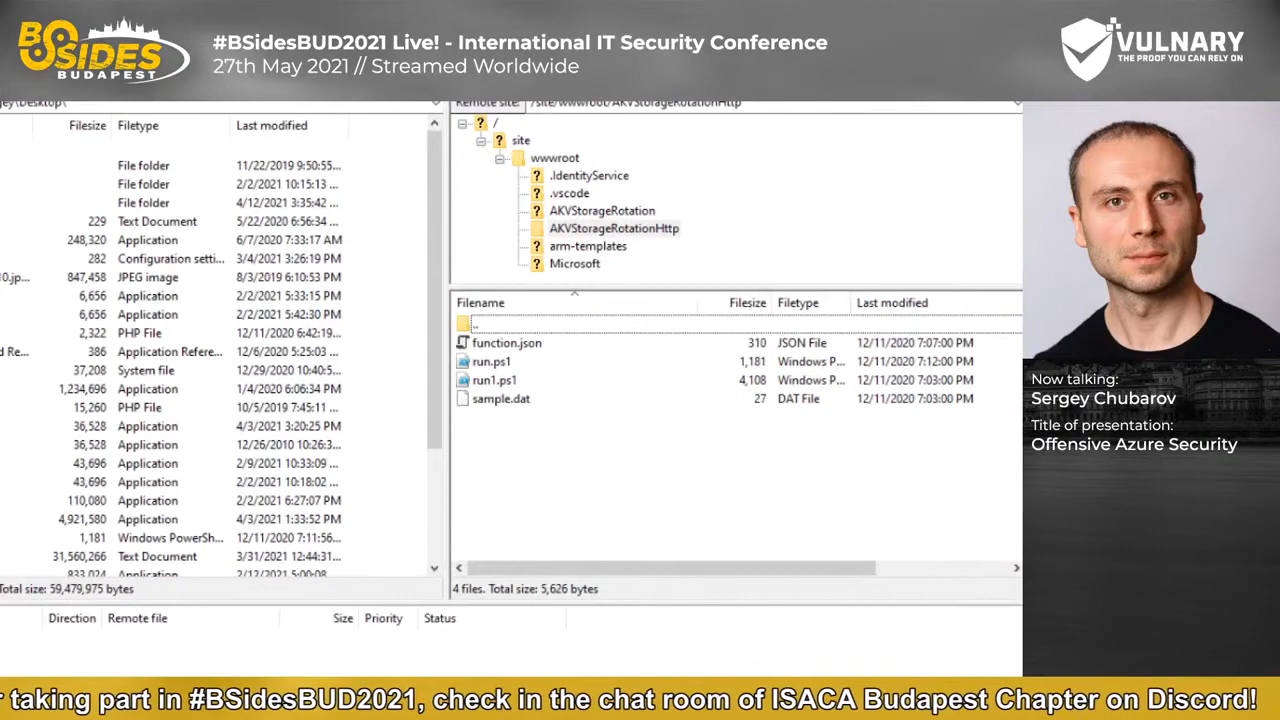 BSIDES
BUDAPEST
#BSidesBUD2021 Live! - International IT Security Conference
27th May 2021 // Streamed Worldwide
VULNARY
THE PROOF YOU CAN RELY ON
Remote site: /site/wwwroot/AKVStorageRotationHttp
Filesize Filetype Last modified
File folder 11/22/2019 9:50:55...
File folder 2/2/2021 10:15:13 ...
File folder 4/12/2021 3:35:42 ...
229 Text Document 5/22/2020 6:56:34 ...
248,320 Application 6/7/2020 7:33:17 AM
282 Configuration setti... 3/4/2021 3:26:19 PM
10.jp... 847,458 JPEG image 8/3/2019 6:10:53 PM
6,656 Application 2/2/2021 5:33:15 PM
6,656 Application 2/2/2021 5:42:30 PM
2,322 PHP File 12/11/2020 6:42:19...
d Re... 386 Application Refere... 12/6/2020 5:25:03 ...
37,208 System file 12/29/2020 10:40:5...
1,234,696 Application 1/4/2020 6:06:34 PM
15,260 PHP File 10/5/2019 7:45:11 ...
36,528 Application 4/3/2021 3:20:25 PM
36,528 Application 12/26/2010 10:26:3...
43,696 Application 2/9/2021 10:33:09 ...
43,696 Application 2/2/2021 10:18:02 ...
110,080 Application 2/2/2021 6:27:07 PM
4,921,580 Application 4/3/2021 1:33:52 PM
1,181 Windows PowerSh... 12/11/2020 7:11:56...
31,560,266 Text Document 3/31/2021 12:44:31...
833,024 Application 2/12/2021 5:00:08
Total size: 59,479,975 bytes
/
site
wwwroot
.IdentityService
.vscode
AKVStorageRotation
AKVStorageRotationHttp
arm-templates
Microsoft
Filename Filesize Filetype Last modified
..
function.json 310 JSON File 12/11/2020 7:07:00 PM
run.ps1 1,181 Windows P... 12/11/2020 7:12:00 PM
run1.ps1 4,108 Windows P... 12/11/2020 7:03:00 PM
sample.dat 27 DAT File 12/11/2020 7:03:00 PM
4 files. Total size: 5,626 bytes
Direction Remote file Size Priority Status
Now talking:
Sergey Chubarov
Title of presentation:
Offensive Azure Security
taking part in #BSidesBUD2021, check in the chat room of ISACA Budapest Chapter on Discord!